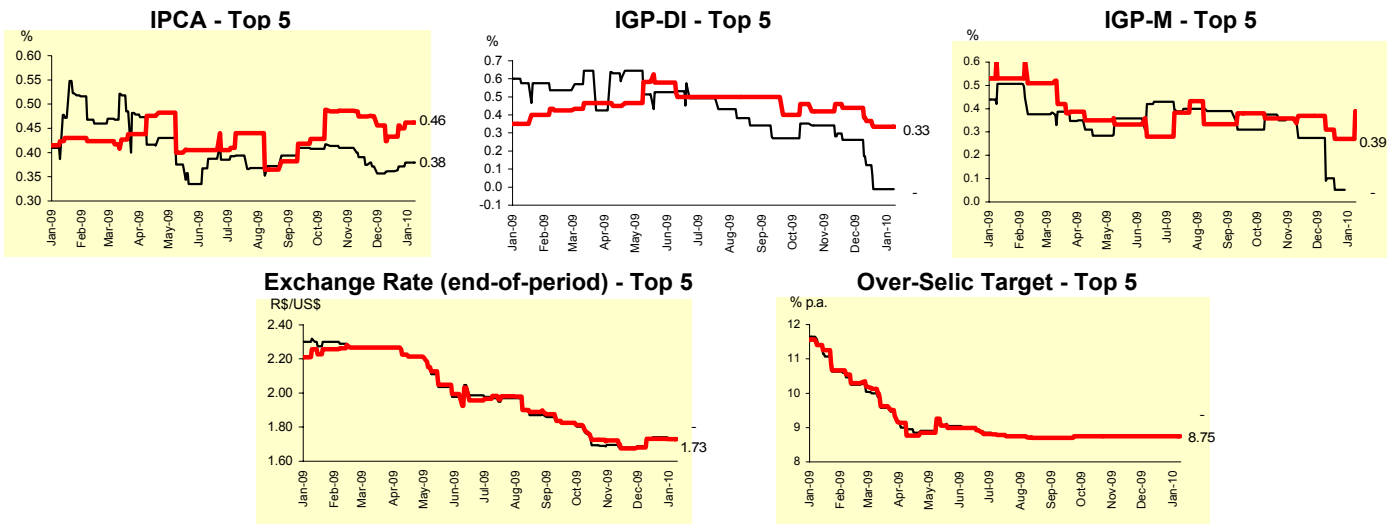 IPCA - Top 5
%
0.60
0.55
0.50
0.45
0.40
0.35
0.30
0.46
0.38
Jan-09
Feb-09
Mar-09
Apr-09
May-09
Jun-09
Jul-09
Aug-09
Sep-09
Oct-09
Nov-09
Dec-09
Jan-10
IGP-DI - Top 5
%
0.7
0.6
0.5
0.4
0.3
0.2
0.1
0.0
-0.1
0.33
-
Jan-09
Feb-09
Mar-09
Apr-09
May-09
Jun-09
Jul-09
Aug-09
Sep-09
Oct-09
Nov-09
Dec-09
Jan-10
IGP-M - Top 5
%
0.6
0.5
0.4
0.3
0.2
0.1
0.0
0.39
-
Jan-09
Feb-09
Mar-09
Apr-09
May-09
Jun-09
Jul-09
Aug-09
Sep-09
Oct-09
Nov-09
Dec-09
Jan-10
Exchange Rate (end-of-period) - Top 5
R$/US$
2.40
2.20
2.00
1.80
1.60
-
1.73
Jan-09
Feb-09
Mar-09
Apr-09
May-09
Jun-09
Jul-09
Aug-09
Sep-09
Oct-09
Nov-09
Dec-09
Jan-10
Over-Selic Target - Top 5
% p.a.
12
11
10
9
8
-
8.75
Jan-09
Feb-09
Mar-09
Apr-09
May-09
Jun-09
Jul-09
Aug-09
Sep-09
Oct-09
Nov-09
Dec-09
Jan-10